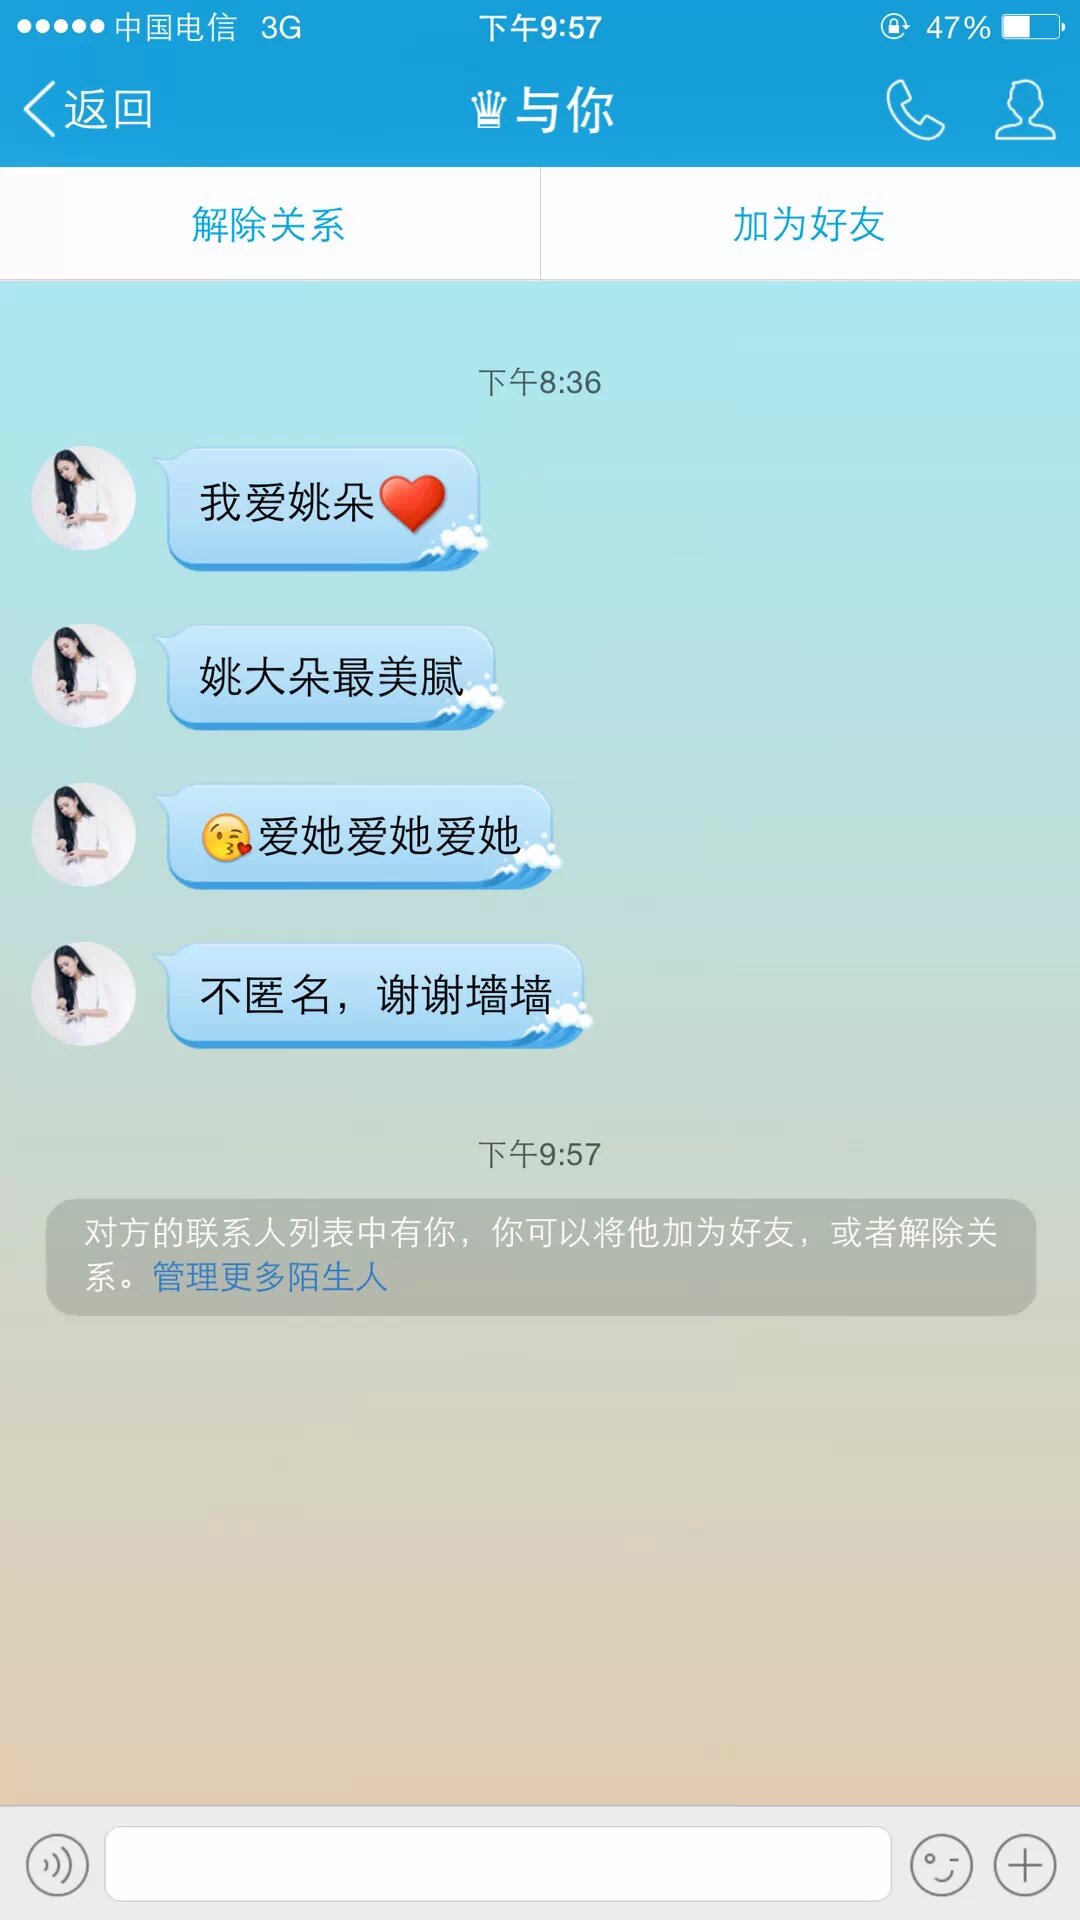 中国电信 3G 下午9:57 47%
返回 ♛与你
解除关系 加为好友
下午8:36
我爱姚朵❤️
姚大朵最美腻
😘爱她爱她爱她
不匿名，谢谢墙墙
下午9:57
对方的联系人列表中有你，你可以将他加为好友，或者解除关
系。管理更多陌生人